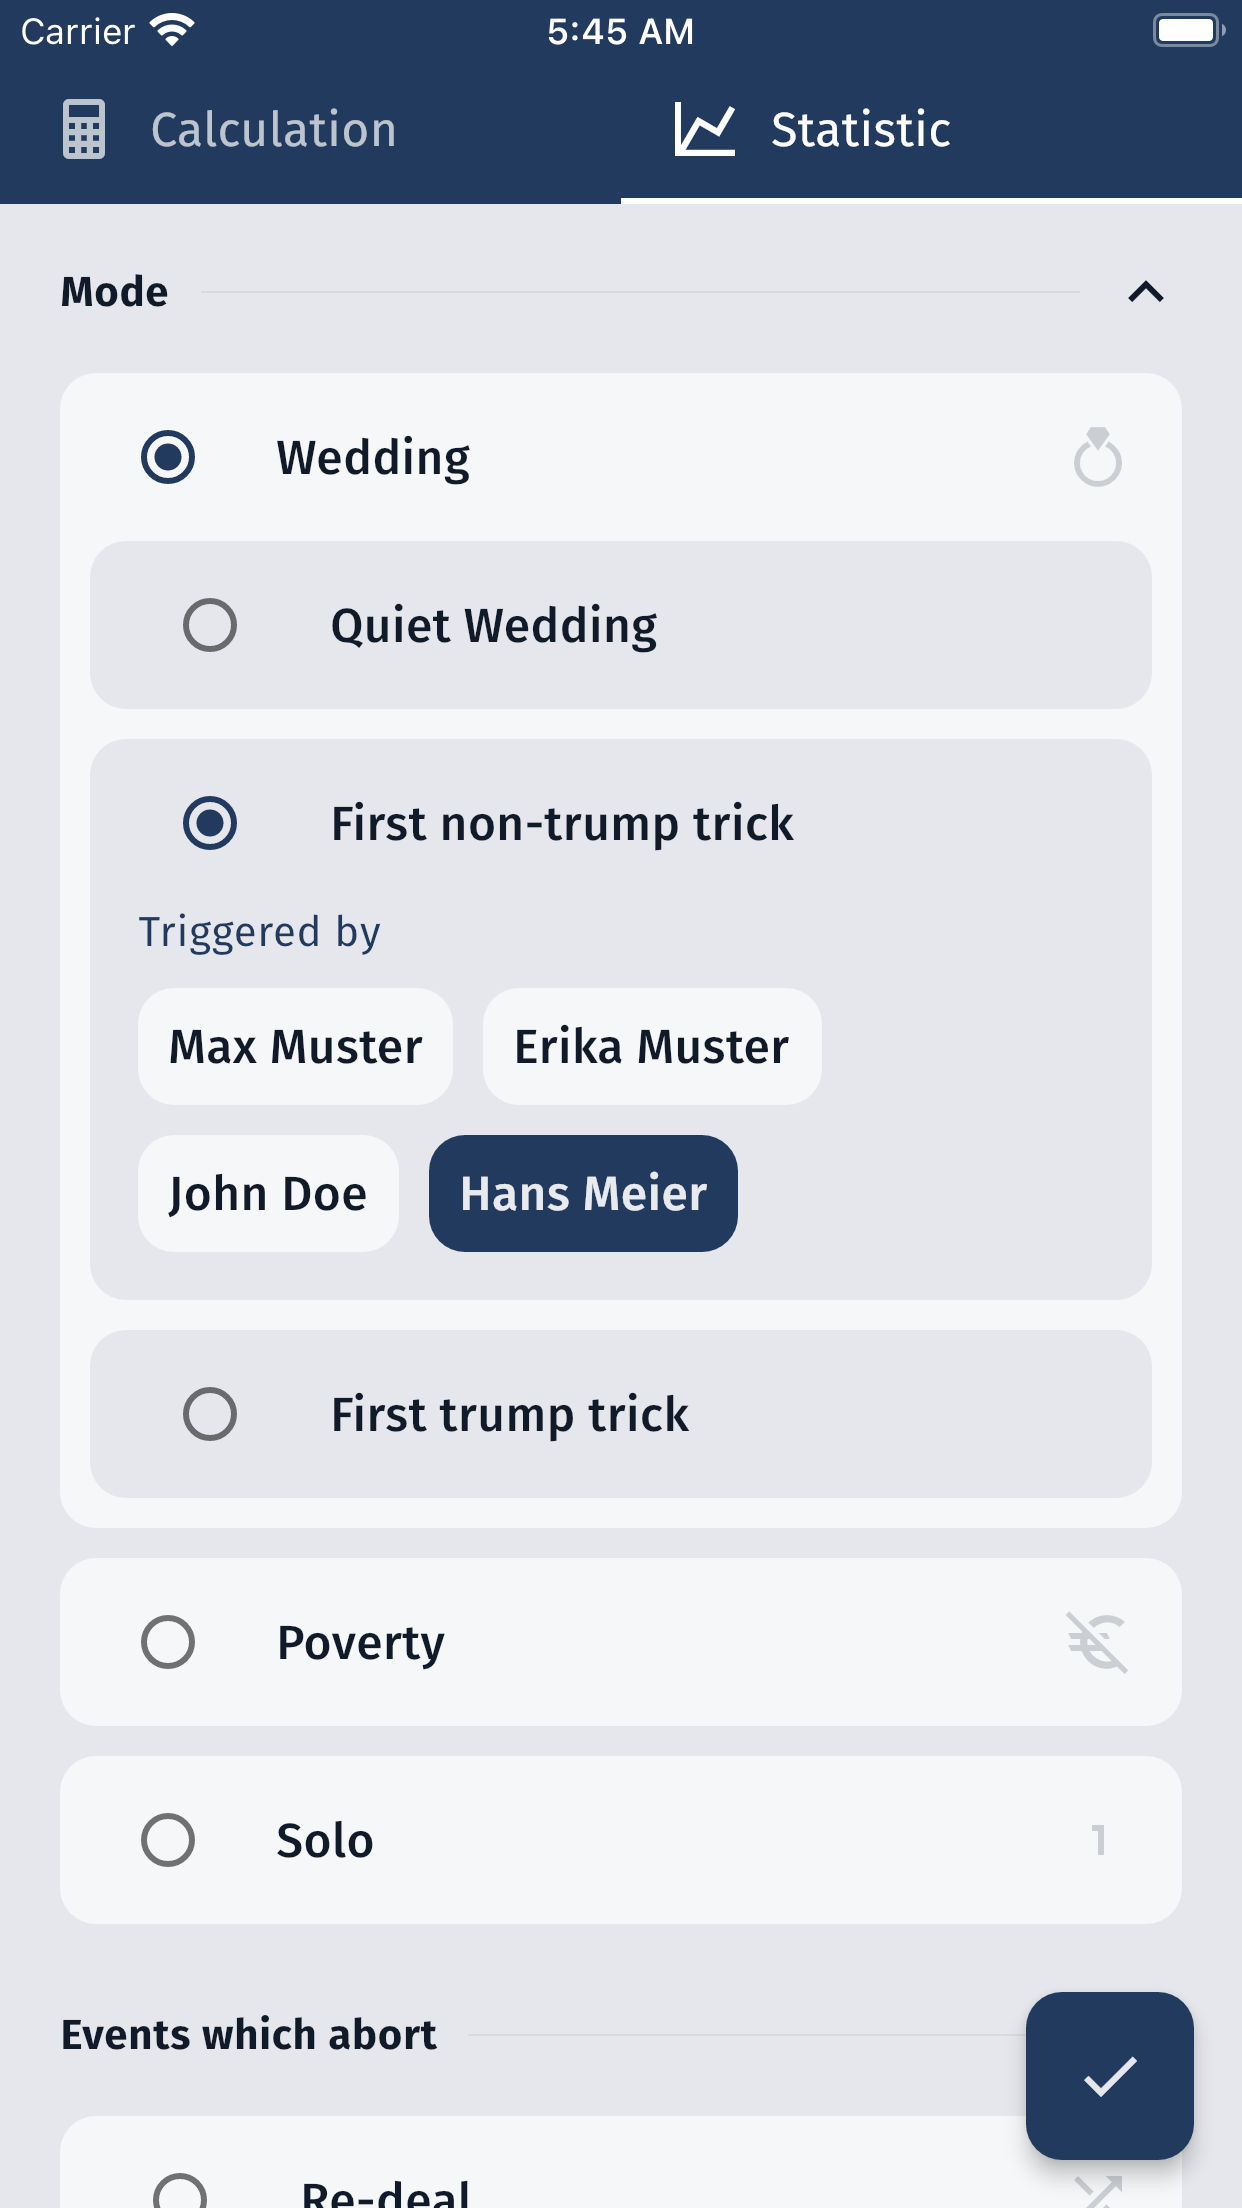 Carrier 5:45 AM
Calculation Statistic
Mode
Wedding
Quiet Wedding
First non-trump trick
Triggered by
Max Muster Erika Muster
John Doe Hans Meier
First trump trick
Poverty
Solo 1
Events which abort
Re-deal